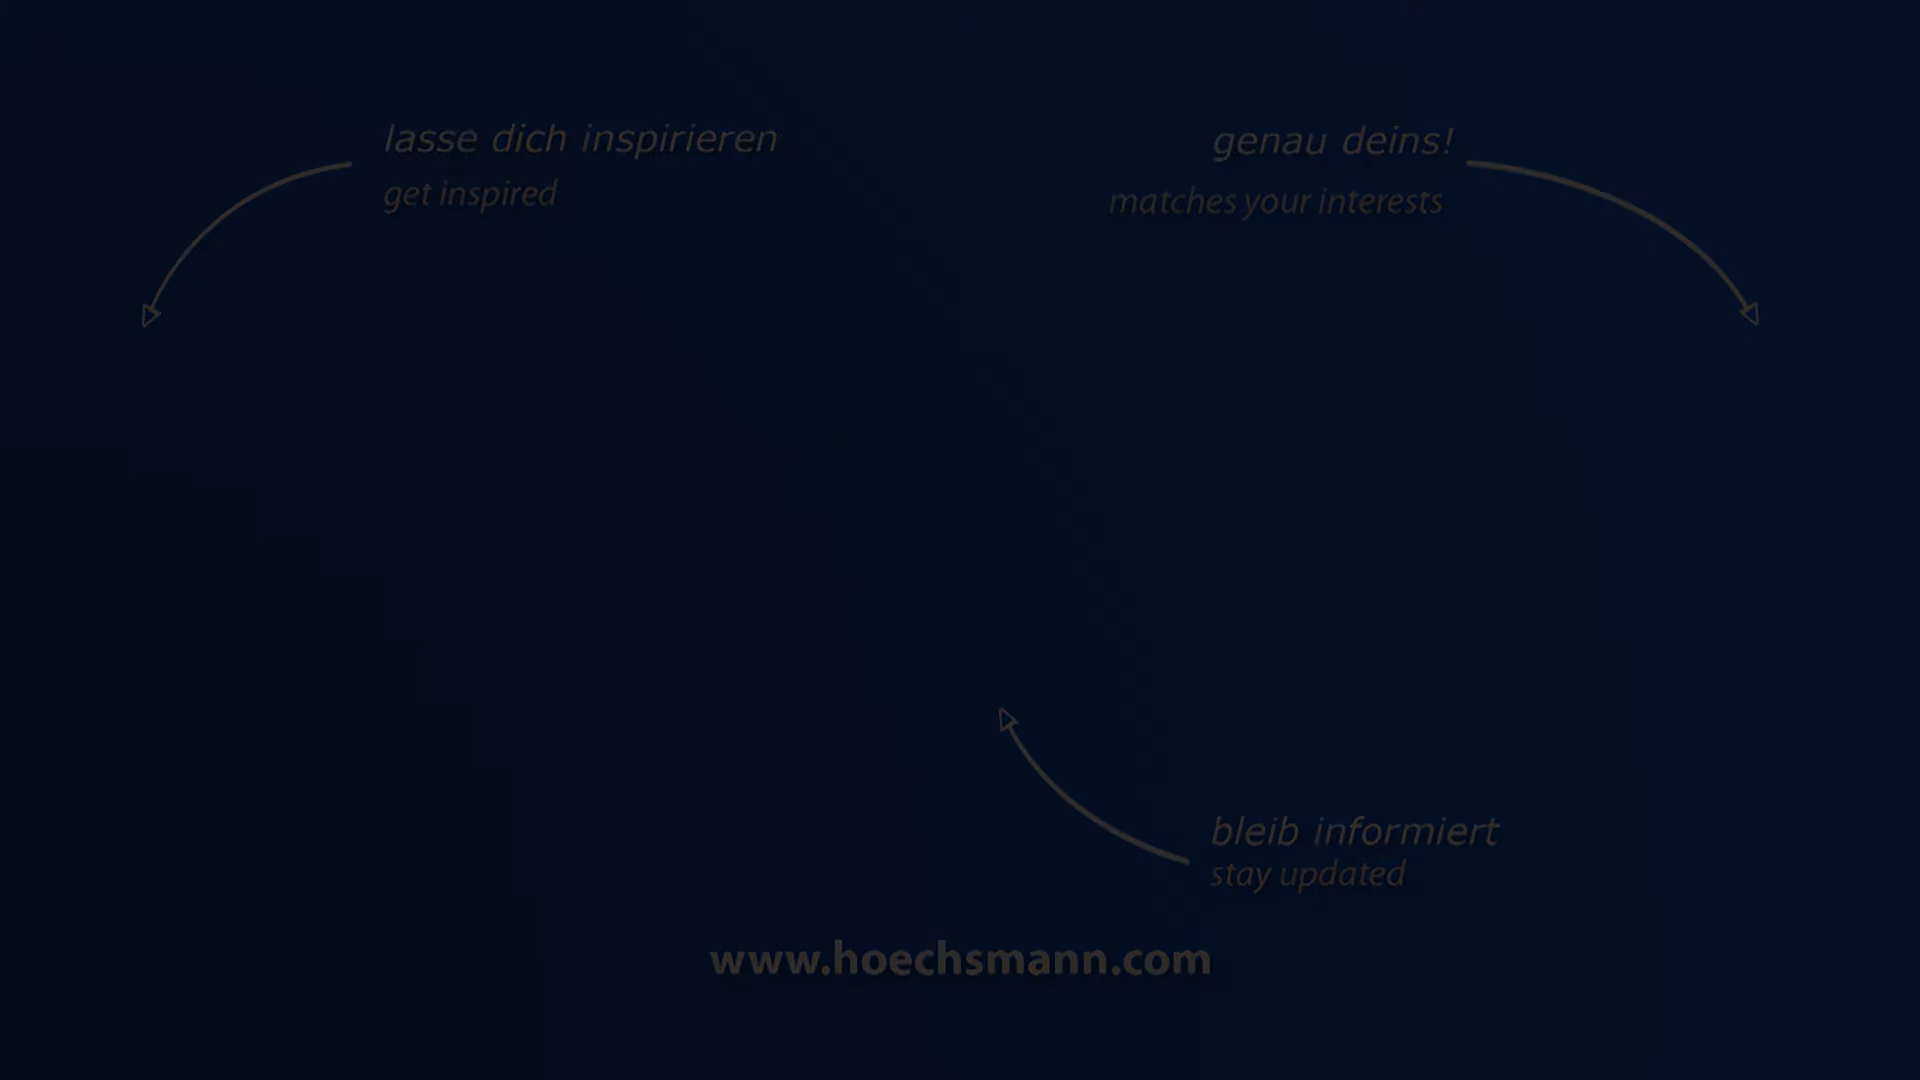 lasse dich inspirieren
get inspired
genau deins!
matches your interests
bleib informiert
stay updated
www.hoechsmann.com